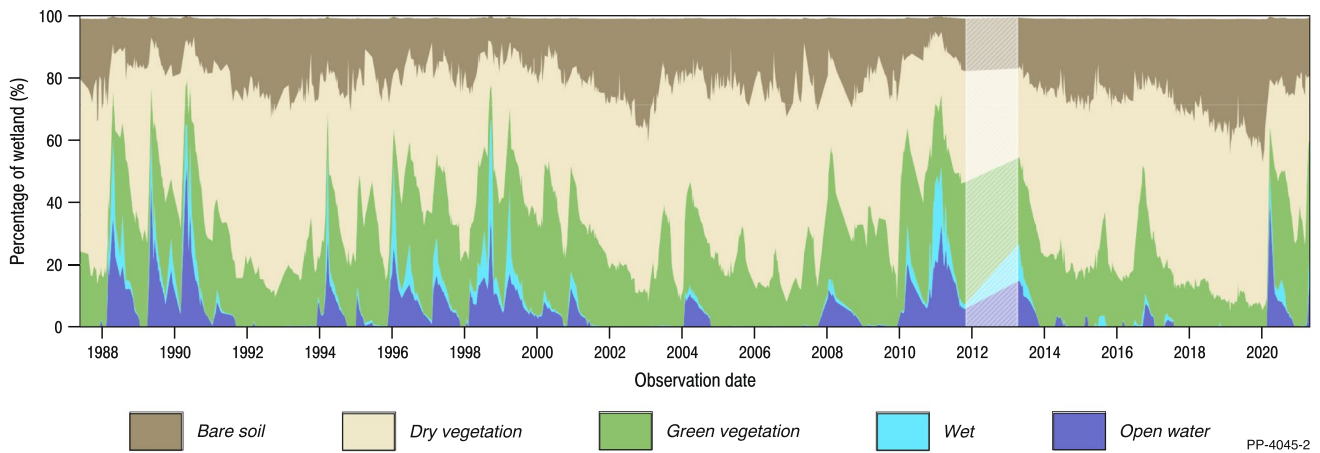 Percentage of wetland (%)
100
80
60
40
20
0
1988 1990 1992 1994 1996 1998 2000 2002 2004 2006 2008 2010 2012 2014 2016 2018 2020
Observation date
Bare soil Dry vegetation Green vegetation Wet Open water
PP-4045-2